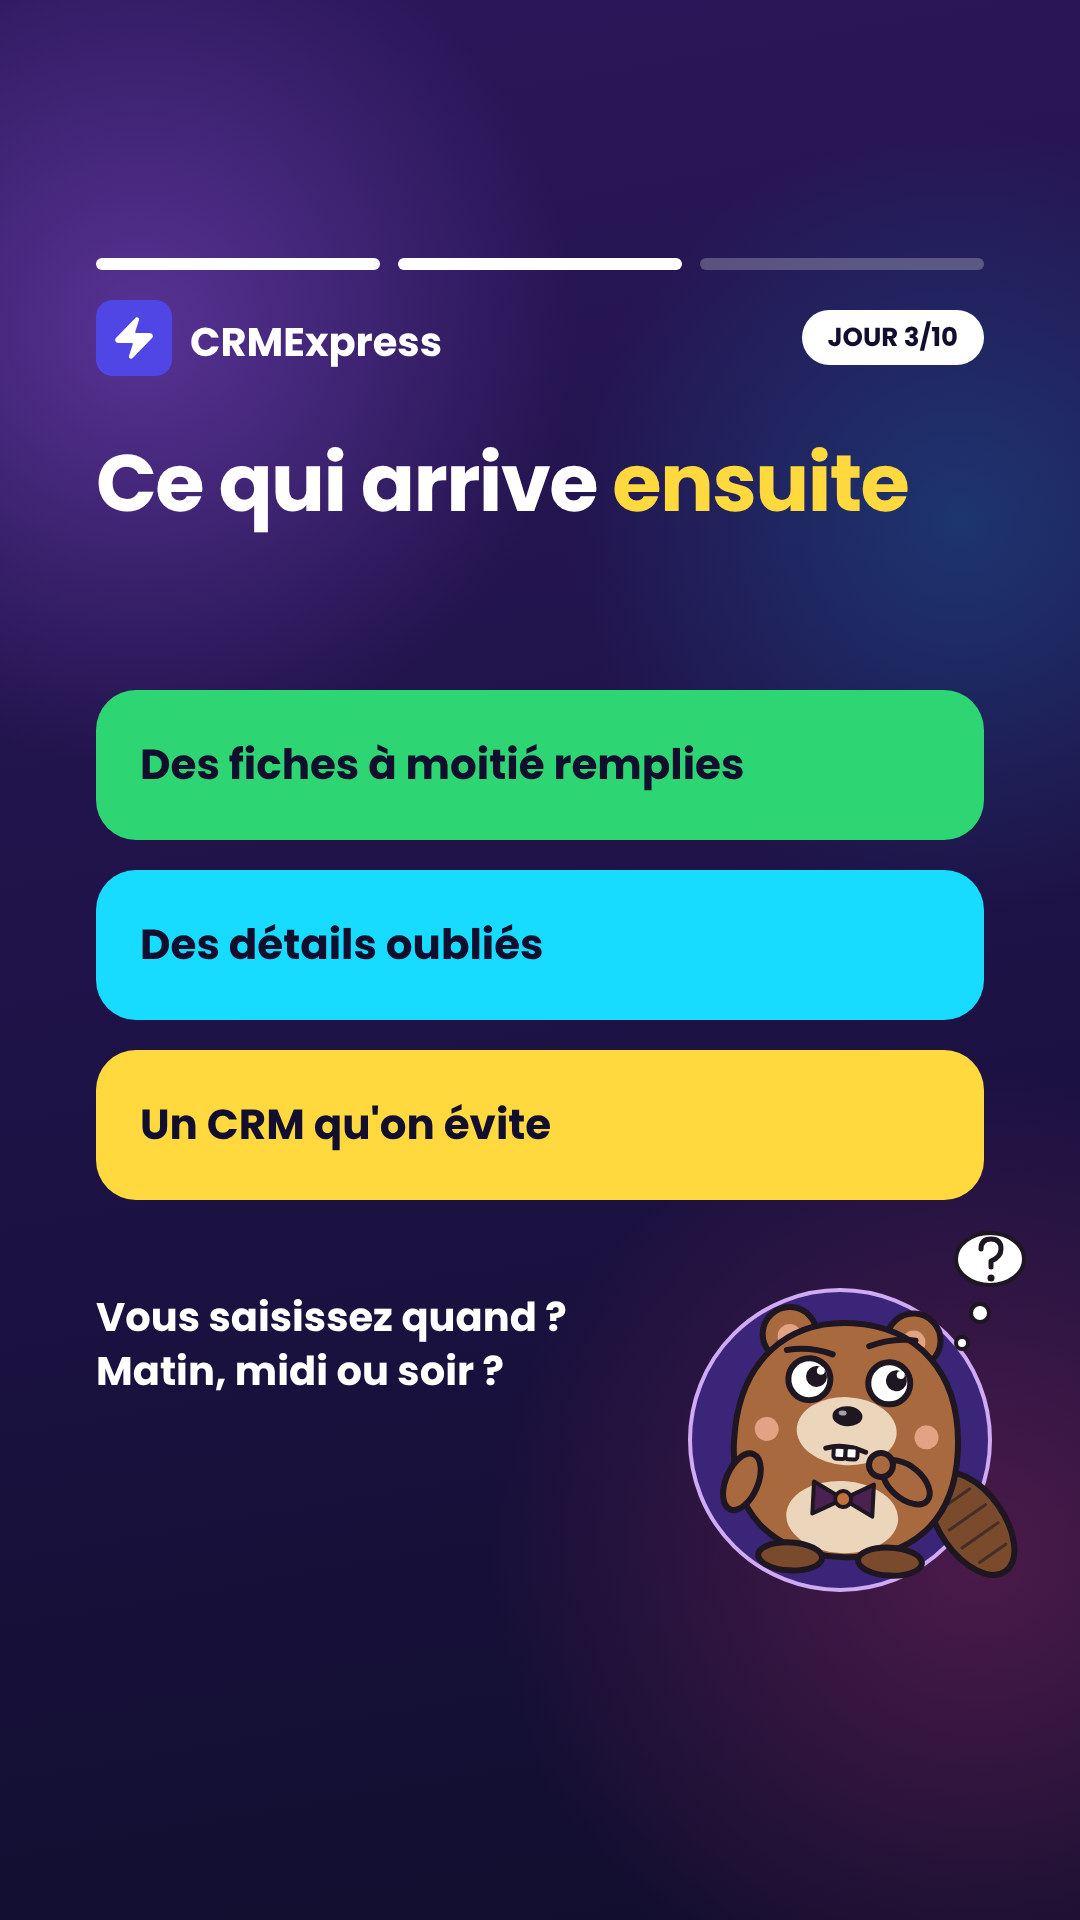 CRMExpress
JOUR 3/10
Ce qui arrive ensuite
Des fiches à moitié remplies
Des détails oubliés
Un CRM qu'on évite
?
Vous saisissez quand ?
Matin, midi ou soir ?